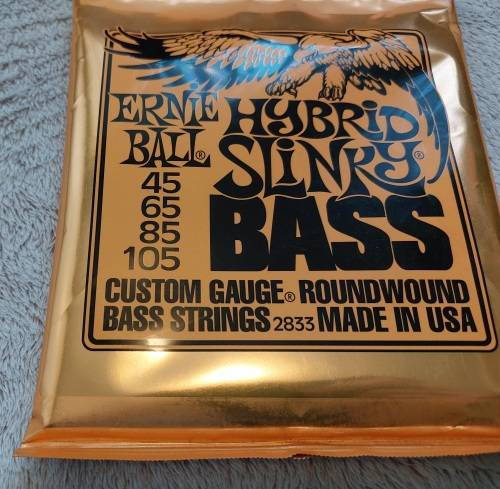 ERNIE
BALL®
HYBRID
SLINKY®
BASS
45
65
85
105
CUSTOM GAUGE® ROUNDWOUND
BASS STRINGS 2833 MADE IN USA